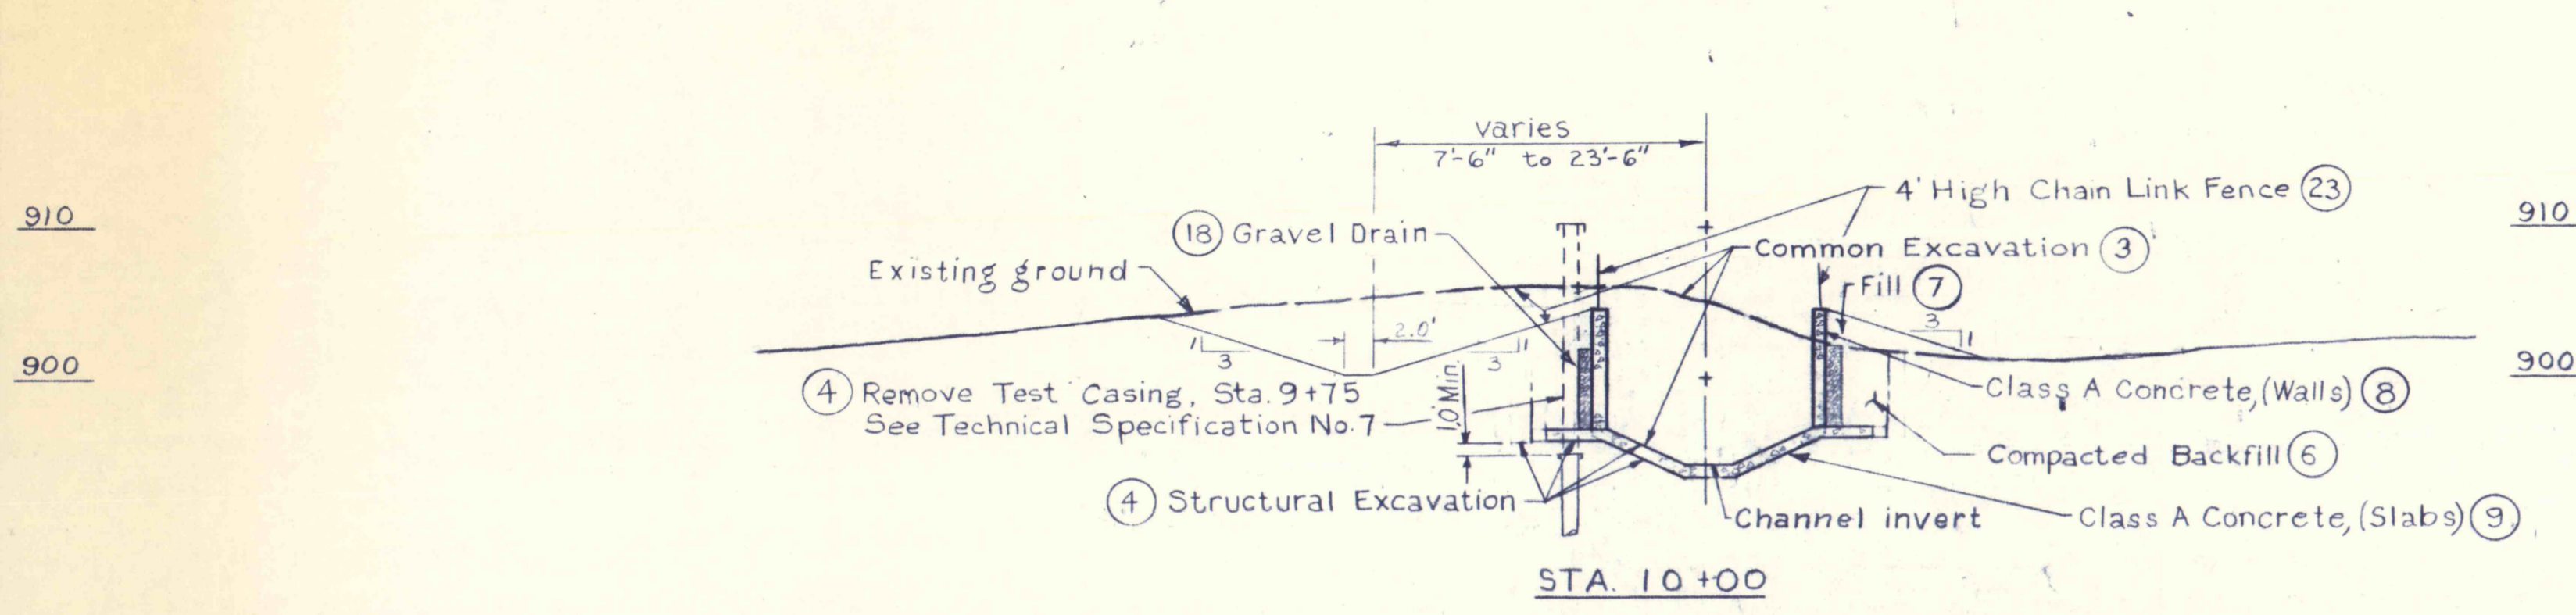 varies
7'-6" to 23'-6"
4' High Chain Link Fence 23
910
910
18 Gravel Drain
Common Excavation 3
Existing ground
Fill 7
2.0'
3
1
1
3
3
1
900
900
4 Remove Test Casing, Sta. 9+75
See Technical Specification No. 7
1.0 Min.
Class A Concrete, (Walls) 8
Compacted Backfill 6
4 Structural Excavation
Channel invert
Class A Concrete, (Slabs) 9
STA. 10+00